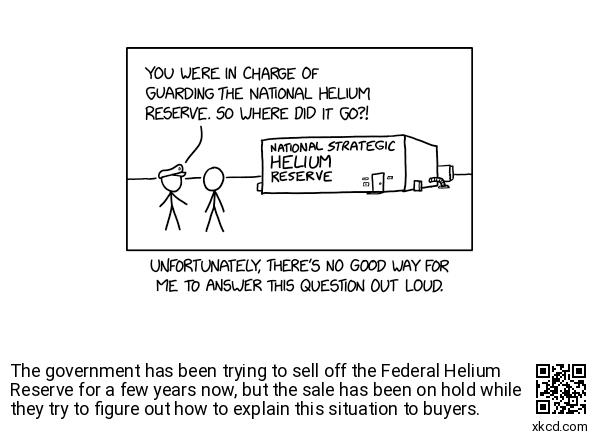 YOU WERE IN CHARGE OF
GUARDING THE NATIONAL HELIUM
RESERVE. SO WHERE DID IT GO?!
NATIONAL STRATEGIC
HELIUM
RESERVE
UNFORTUNATELY, THERE'S NO GOOD WAY FOR
ME TO ANSWER THIS QUESTION OUT LOUD.
The government has been trying to sell off the Federal Helium
Reserve for a few years now, but the sale has been on hold while
they try to figure out how to explain this situation to buyers.
xkcd.com